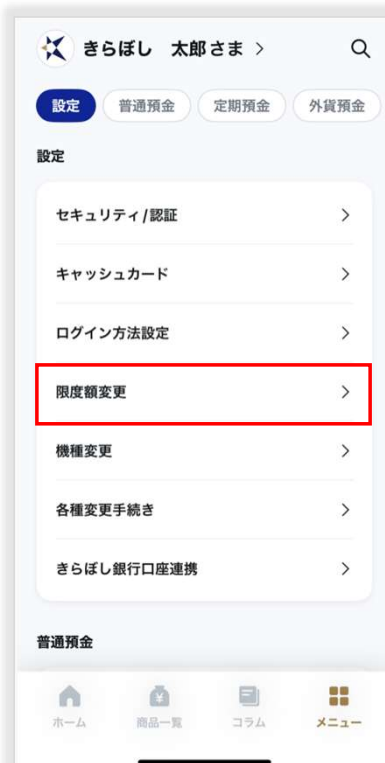 きらぼし 太郎さま
設定 普通預金 定期預金 外貨預金
設定
セキュリティ/認証
キャッシュカード
ログイン方法設定
限度額変更
機種変更
各種変更手続き
きらぼし銀行口座連携
普通預金
ホーム 商品一覧 コラム メニュー